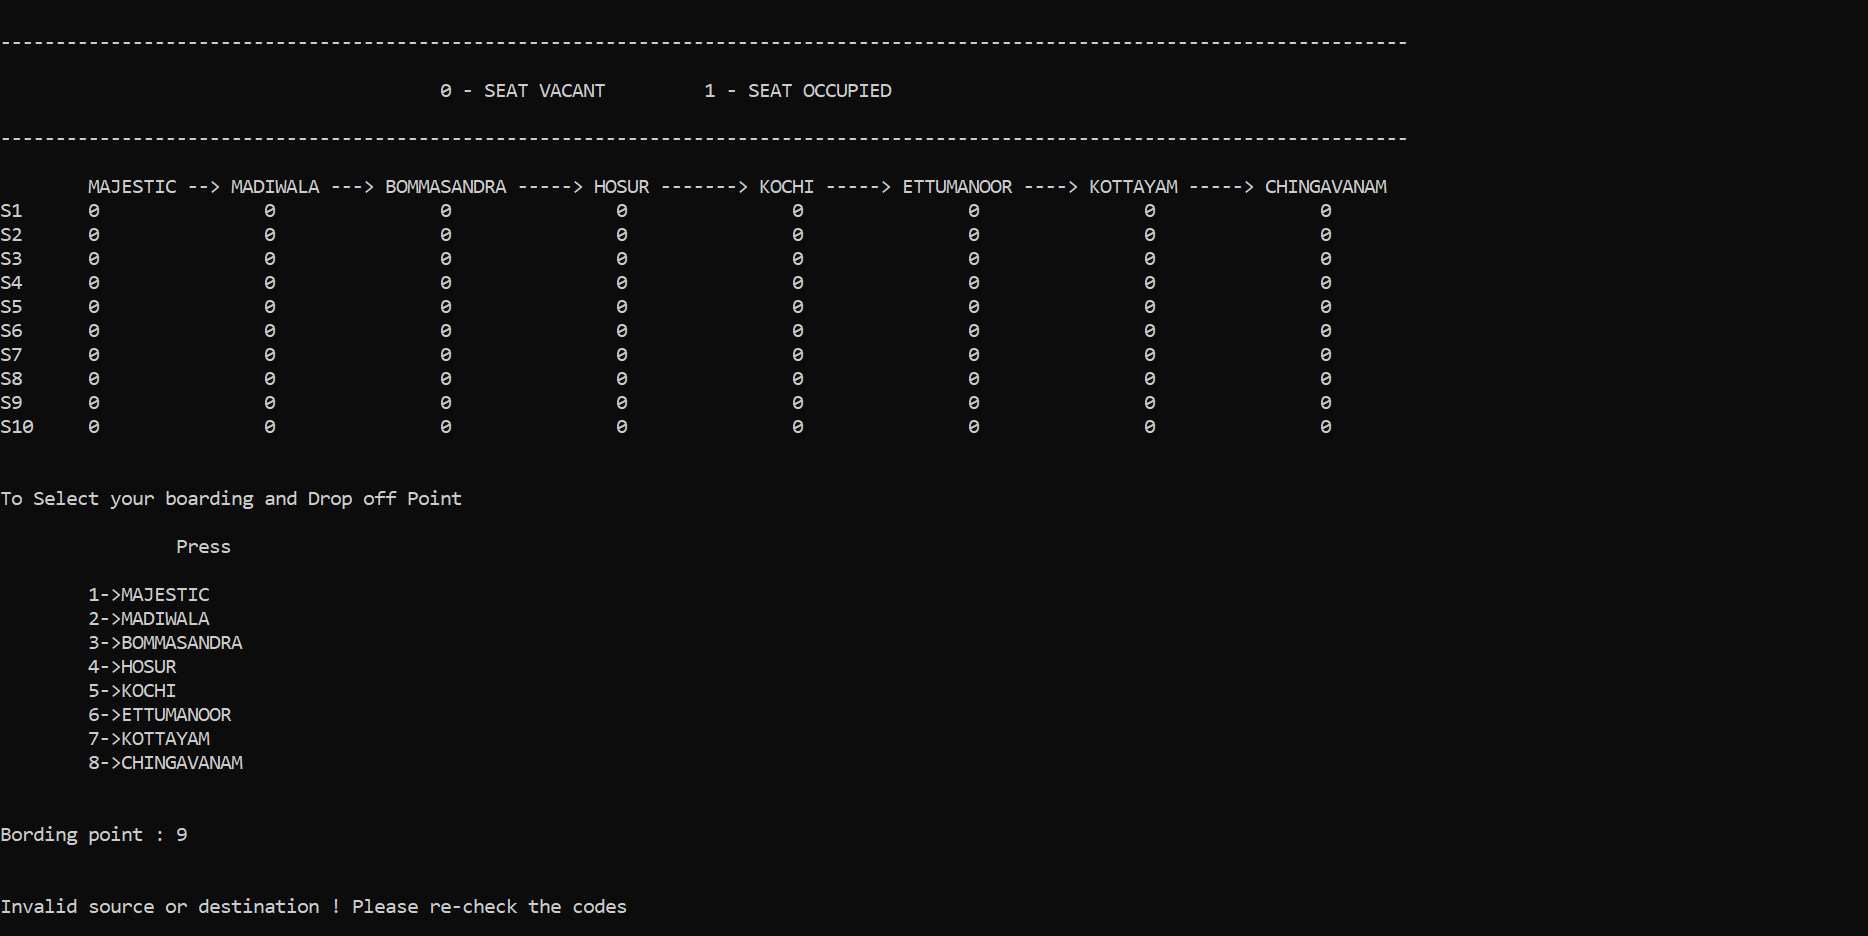 --------------------------------------------------------------------------------------------------------------------------------
0 - SEAT VACANT         1 - SEAT OCCUPIED
--------------------------------------------------------------------------------------------------------------------------------
MAJESTIC --> MADIWALA ---> BOMMASANDRA -----> HOSUR -------> KOCHI -----> ETTUMANOOR ----> KOTTAYAM -----> CHINGAVANAM
S1      0               0               0               0               0               0               0               0
S2      0               0               0               0               0               0               0               0
S3      0               0               0               0               0               0               0               0
S4      0               0               0               0               0               0               0               0
S5      0               0               0               0               0               0               0               0
S6      0               0               0               0               0               0               0               0
S7      0               0               0               0               0               0               0               0
S8      0               0               0               0               0               0               0               0
S9      0               0               0               0               0               0               0               0
S10     0               0               0               0               0               0               0               0
To Select your boarding and Drop off Point
Press
1->MAJESTIC
2->MADIWALA
3->BOMMASANDRA
4->HOSUR
5->KOCHI
6->ETTUMANOOR
7->KOTTAYAM
8->CHINGAVANAM
Bording point : 9
Invalid source or destination ! Please re-check the codes